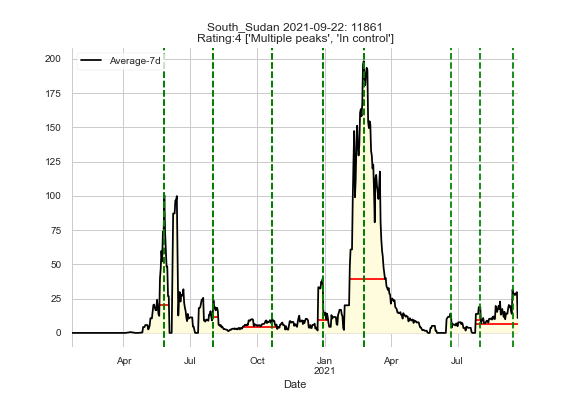 South_Sudan 2021-09-22: 11861
Rating:4 ['Multiple peaks', 'In control']
Average-7d
200
175
150
125
100
75
50
25
0
Apr
Jul
Oct
Jan
2021
Apr
Jul
Date